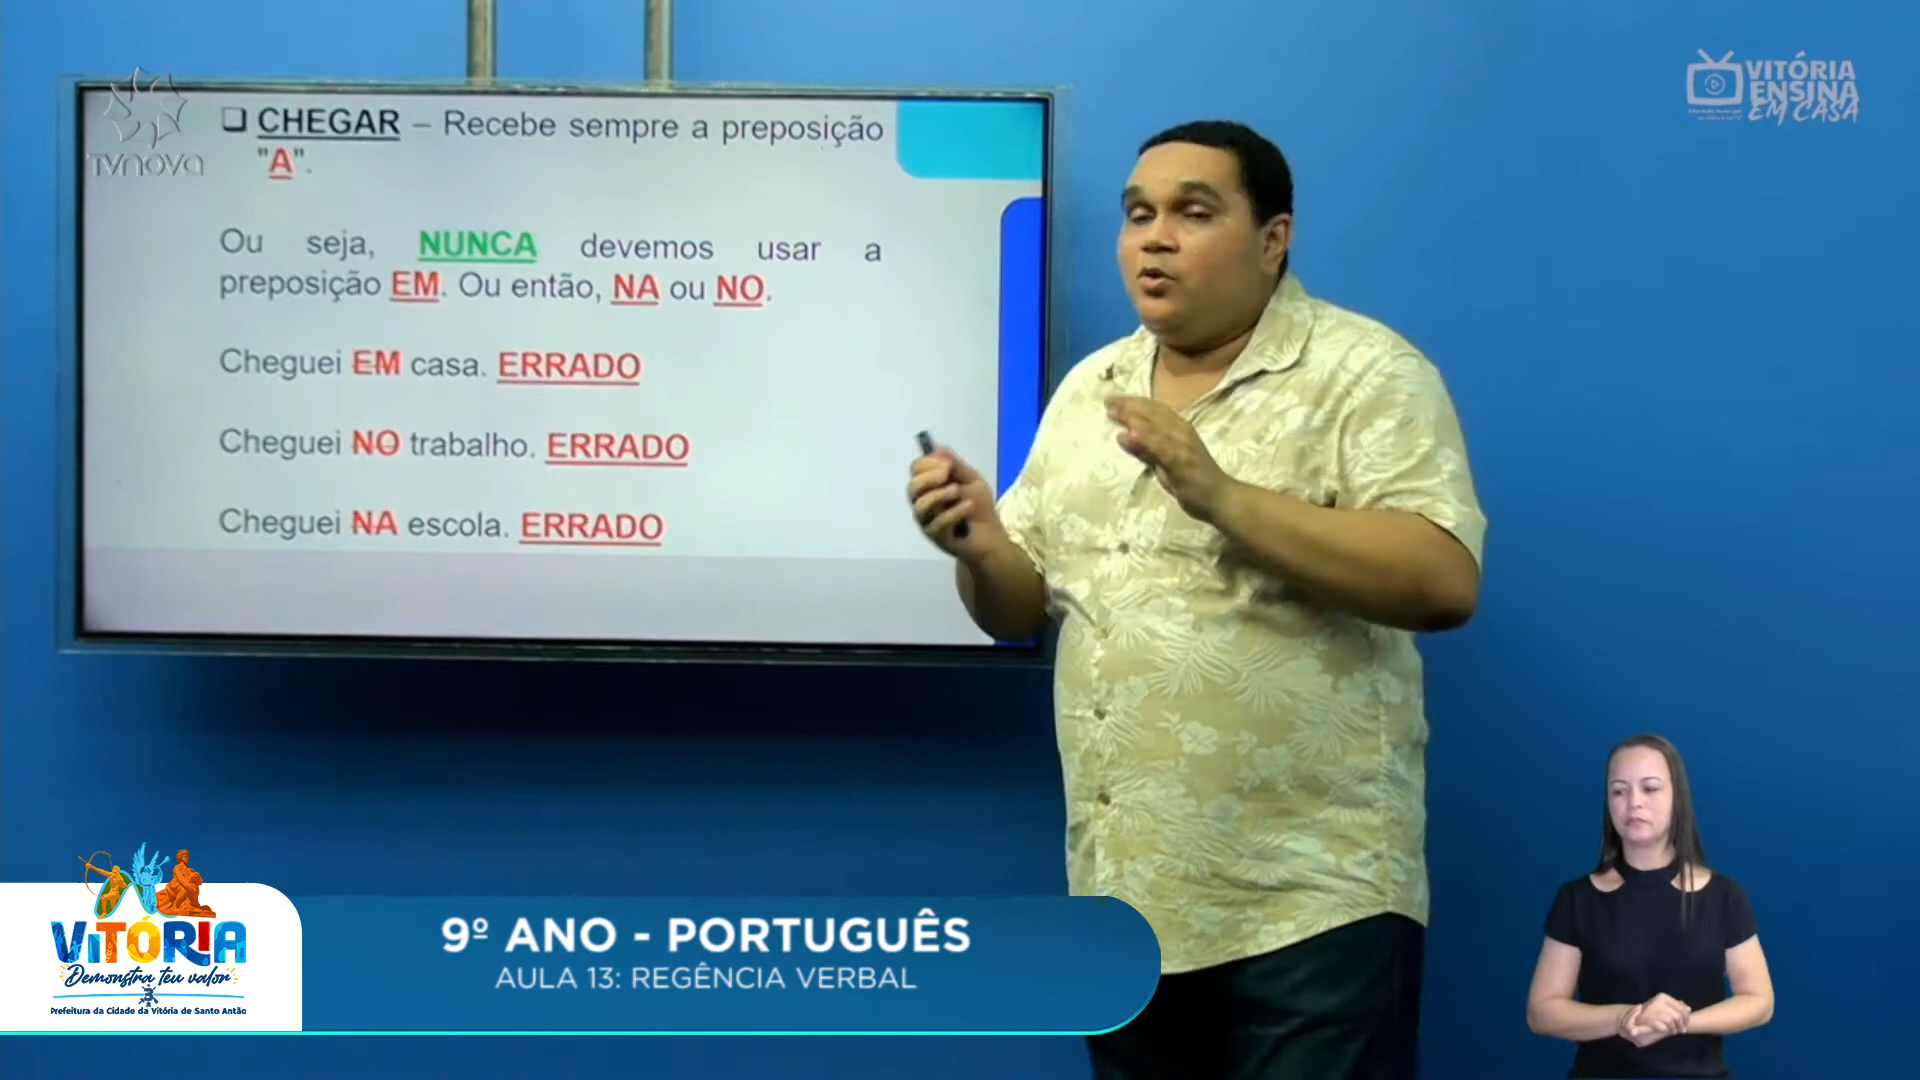 ❑ CHEGAR – Recebe sempre a preposição
"A".
Ou seja, NUNCA devemos usar a
preposição EM. Ou então, NA ou NO.
Cheguei EM casa. ERRADO
Cheguei NO trabalho. ERRADO
Cheguei NA escola. ERRADO
TVNOVA
VITÓRIA
ENSINA
EM CASA
VITÓRIA
Demonstra teu valor
Prefeitura da Cidade da Vitória de Santo Antão
9º ANO - PORTUGUÊS
AULA 13: REGÊNCIA VERBAL